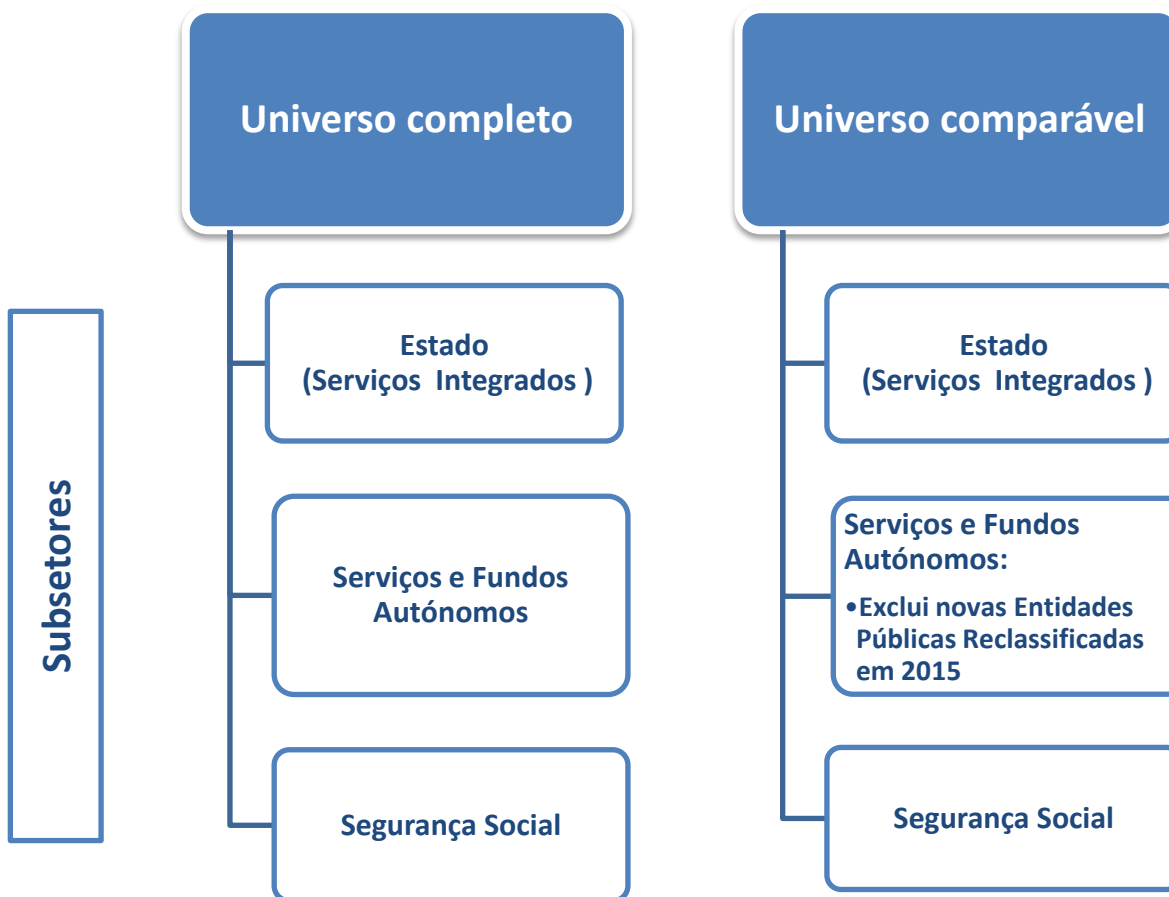 Universo completo
Universo comparável
Subsetores
Estado
(Serviços Integrados )
Serviços e Fundos
Autónomos
Segurança Social
Estado
(Serviços Integrados )
Serviços e Fundos
Autónomos:
•Exclui novas Entidades
Públicas Reclassificadas
em 2015
Segurança Social